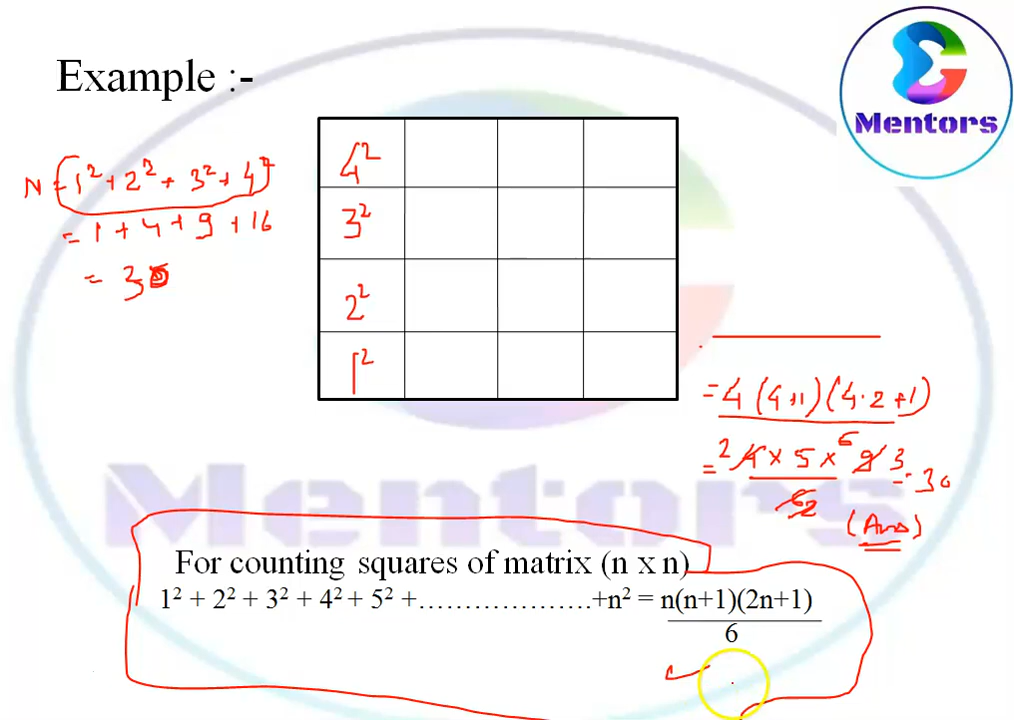 Example :-
Mentors
N = 1² + 2² + 3² + 4²
= 1 + 4 + 9 + 16
= 30
4²
3²
2²
1²
= 4 (4+1) (4·2+1)
= 4 × 5 × 9 3
2
6
62
= 30
(Ans)
Mentors
For counting squares of matrix (n x n)
1² + 2² + 3² + 4² + 5² +………………….+n² = n(n+1)(2n+1)
6